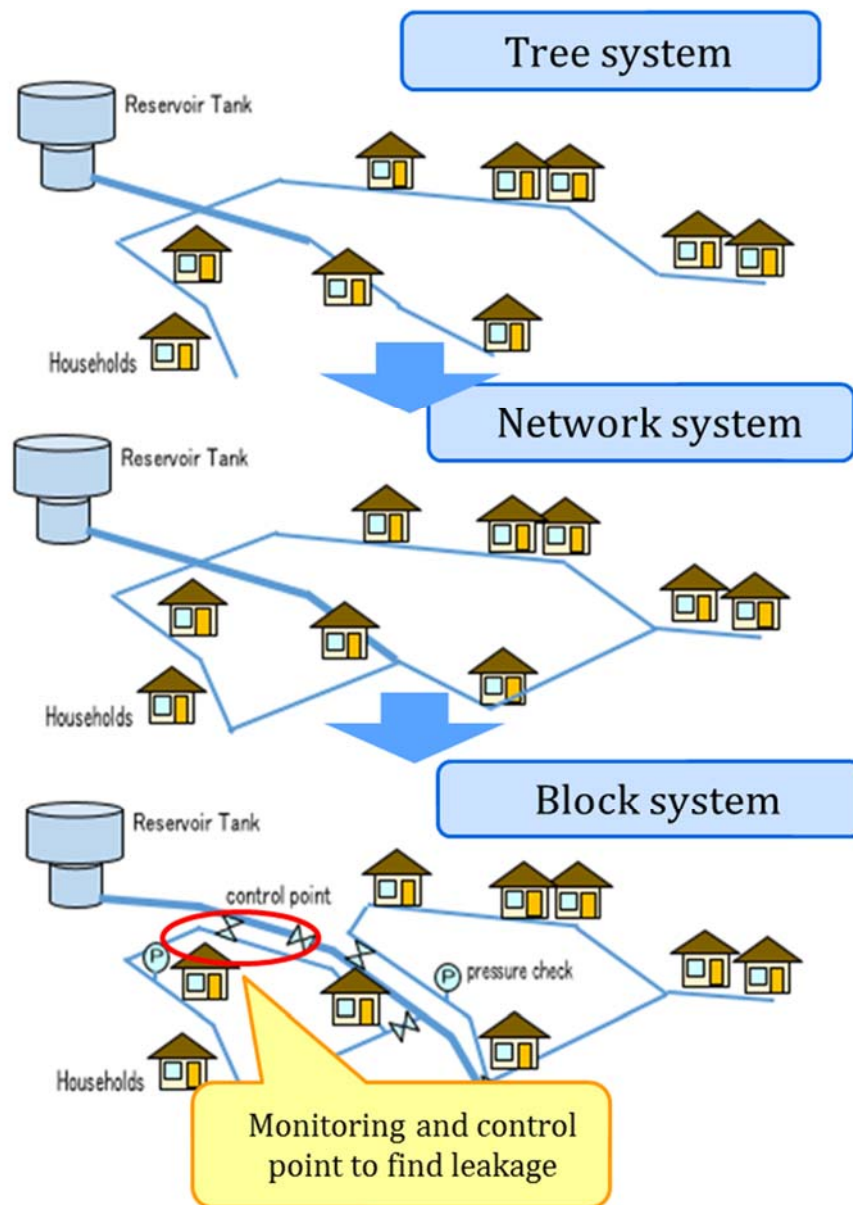 Tree system
Reservoir Tank
Households
Network system
Reservoir Tank
Households
Block system
Reservoir Tank
control point
P
P
pressure check
Households
Monitoring and control
point to find leakage